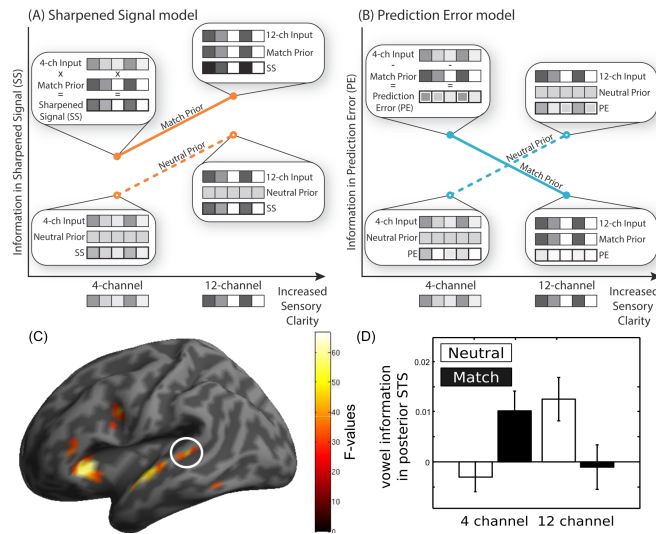 (A) Sharpened Signal model
Information in Sharpened Signal (SS)
4-ch Input
x x
Match Prior
= =
Sharpened
Signal (SS)
12-ch Input
Match Prior
SS
Match Prior
Neutral Prior
4-ch Input
Neutral Prior
SS
12-ch Input
Neutral Prior
SS
4-channel
12-channel
Increased
Sensory
Clarity
(B) Prediction Error model
Information in Prediction Error (PE)
4-ch Input
- -
Match Prior
= =
Prediction
Error (PE)
12-ch Input
Neutral Prior
PE
Neutral Prior
Match Prior
4-ch Input
Neutral Prior
PE
12-ch Input
Match Prior
PE
4-channel
12-channel
Increased
Sensory
Clarity
(C)
60
50
40
30
20
10
0
F-values
(D)
Neutral
Match
vowel information
in posterior STS
0.02
0.01
0
4 channel 12 channel